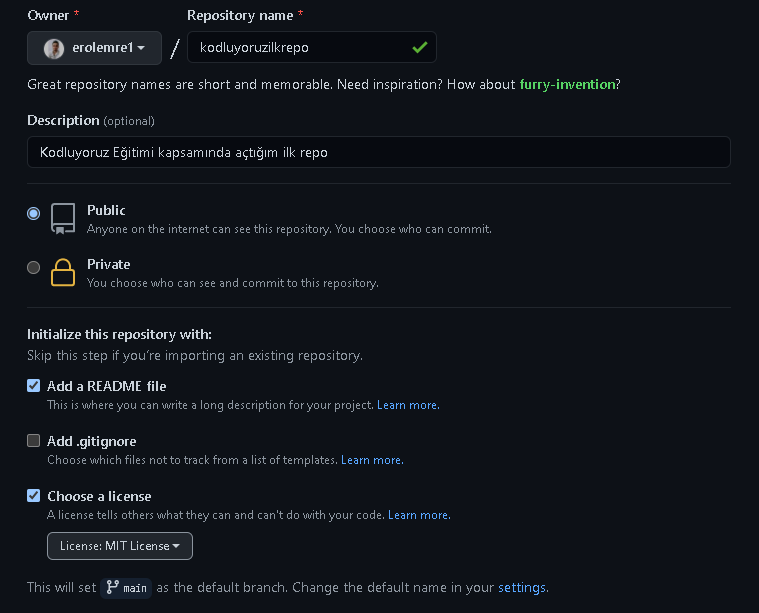 Owner * Repository name *
erolemre1 / kodluyoruzilkrepo
Great repository names are short and memorable. Need inspiration? How about furry-invention?
Description (optional)
Kodluyoruz Eğitimi kapsamında açtığım ilk repo
Public
Anyone on the internet can see this repository. You choose who can commit.
Private
You choose who can see and commit to this repository.
Initialize this repository with:
Skip this step if you're importing an existing repository.
Add a README file
This is where you can write a long description for your project. Learn more.
Add .gitignore
Choose which files not to track from a list of templates. Learn more.
Choose a license
A license tells others what they can and can't do with your code. Learn more.
License: MIT License
This will set main as the default branch. Change the default name in your settings.